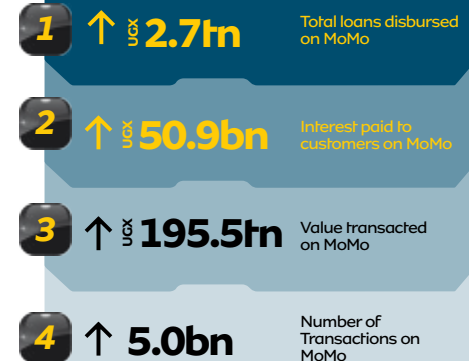 1
↑ UGX 2.7tn
Total loans disbursed
on MoMo
2
↑ UGX 50.9bn
Interest paid to
customers on MoMo
3
↑ UGX 195.5tn
Value transacted
on MoMo
4
↑ 5.0bn
Number of
Transactions on
MoMo